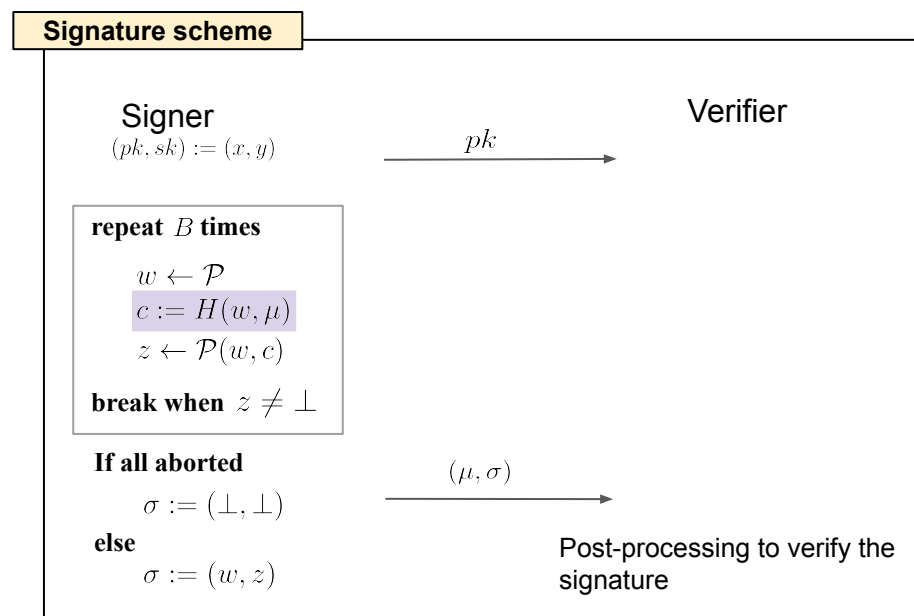 Signature scheme
Signer
Verifier
(pk, sk) := (x, y)
pk
repeat B times
w ← 𝒫
c := H(w, μ)
z ← 𝒫(w, c)
break when z ≠ ⊥
If all aborted
(μ, σ)
σ := (⊥, ⊥)
else
σ := (w, z)
Post-processing to verify the
signature